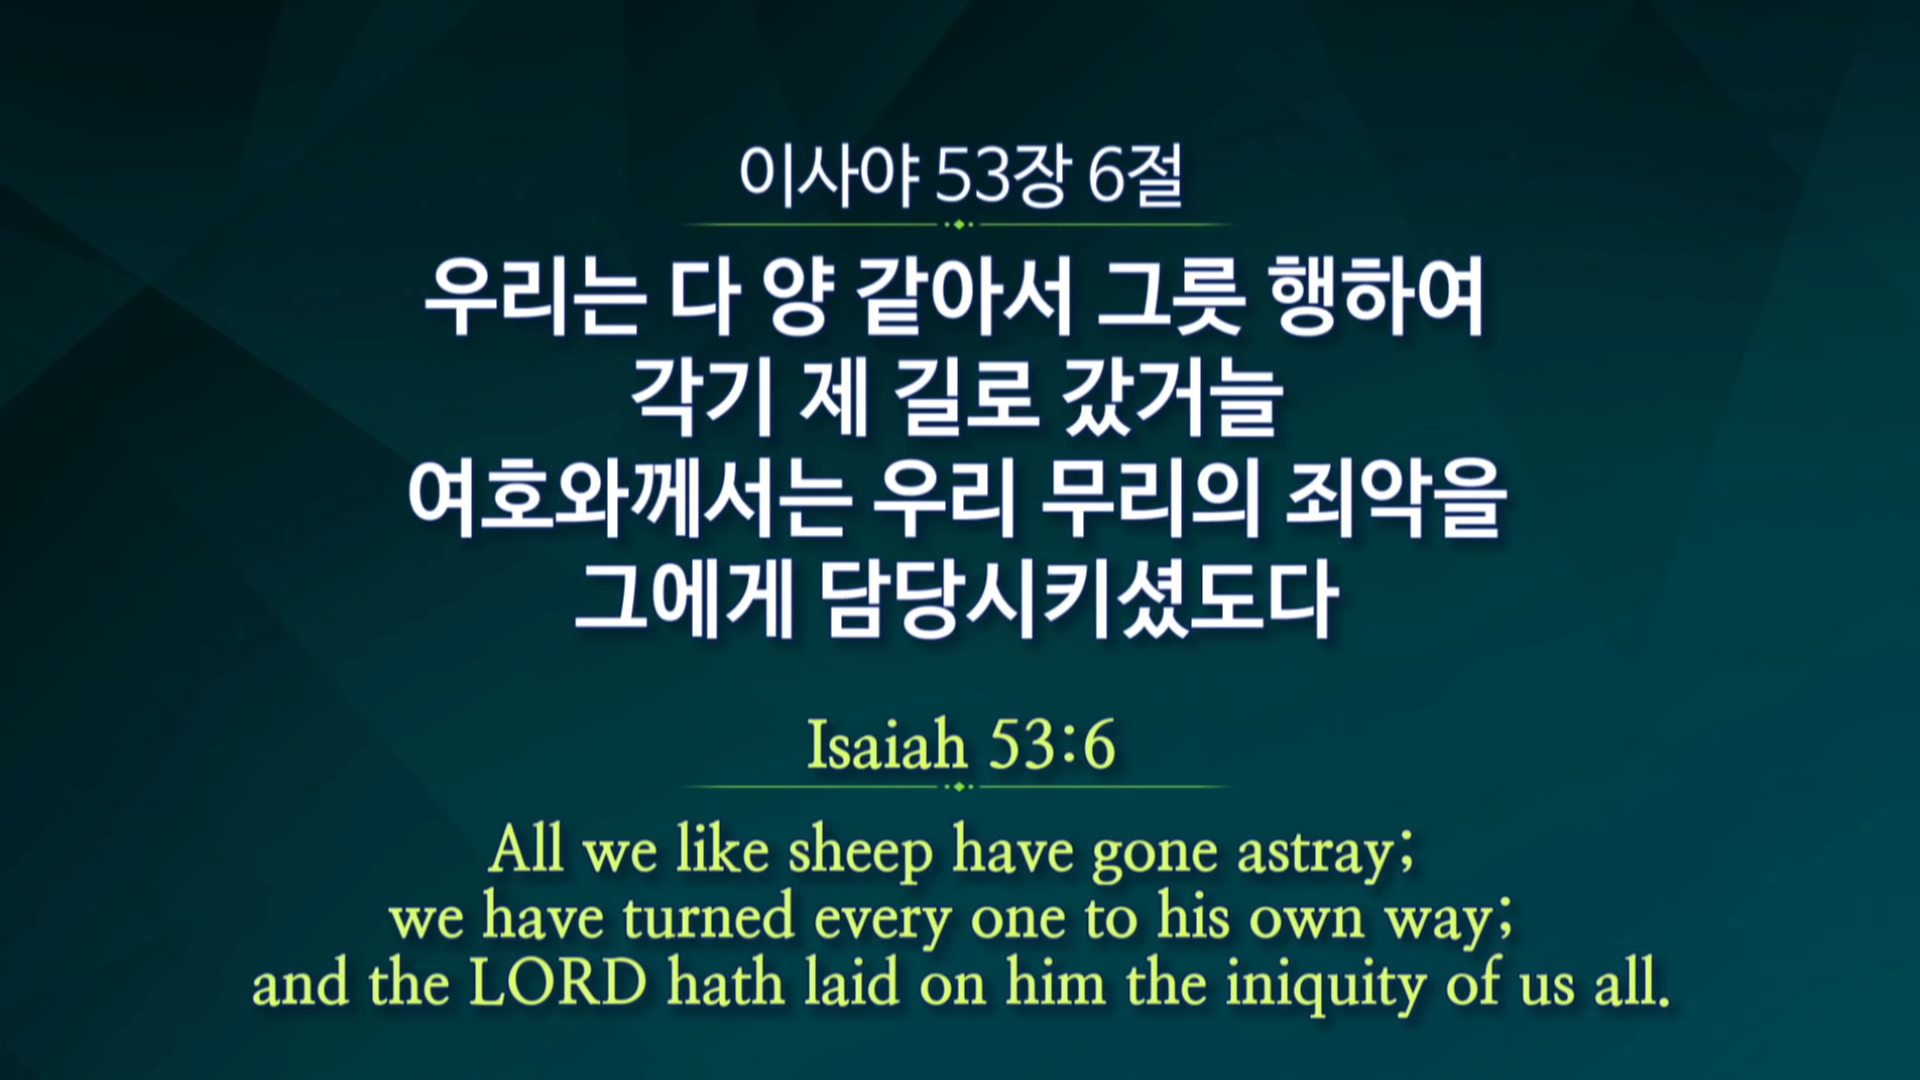 이사야 53장 6절
우리는 다 양 같아서 그릇 행하여
각기 제 길로 갔거늘
여호와께서는 우리 무리의 죄악을
그에게 담당시키셨도다
Isaiah 53:6
All we like sheep have gone astray;
we have turned every one to his own way;
and the LORD hath laid on him the iniquity of us all.